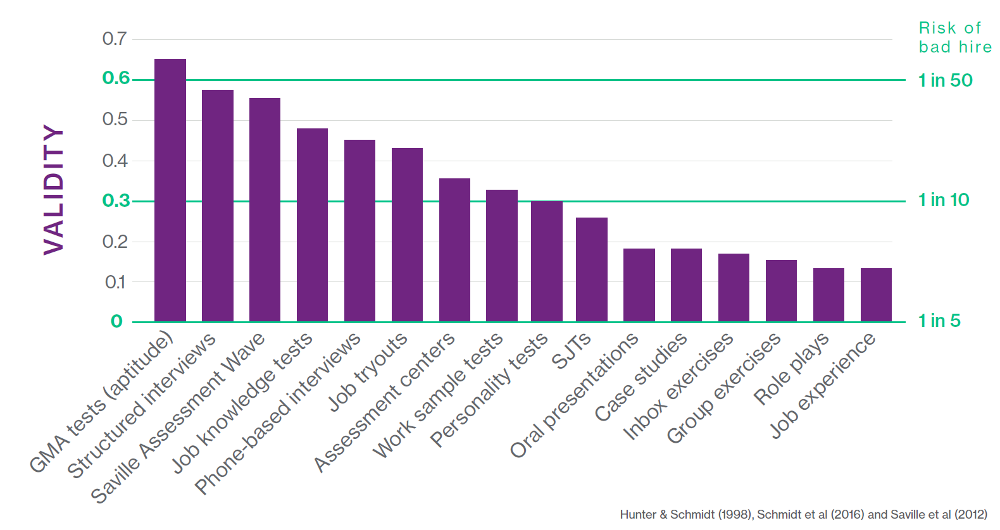 Risk of
bad hire
0.7
0.6
1 in 50
0.5
0.4
0.3
1 in 10
0.2
0.1
0
1 in 5
VALIDITY
GMA tests (aptitude)
Structured interviews
Saville Assessment Wave
Job knowledge tests
Phone-based interviews
Job tryouts
Assessment centers
Work sample tests
Personality tests
SJTs
Oral presentations
Case studies
Inbox exercises
Group exercises
Role plays
Job experience
Hunter & Schmidt (1998), Schmidt et al (2016) and Saville et al (2012)